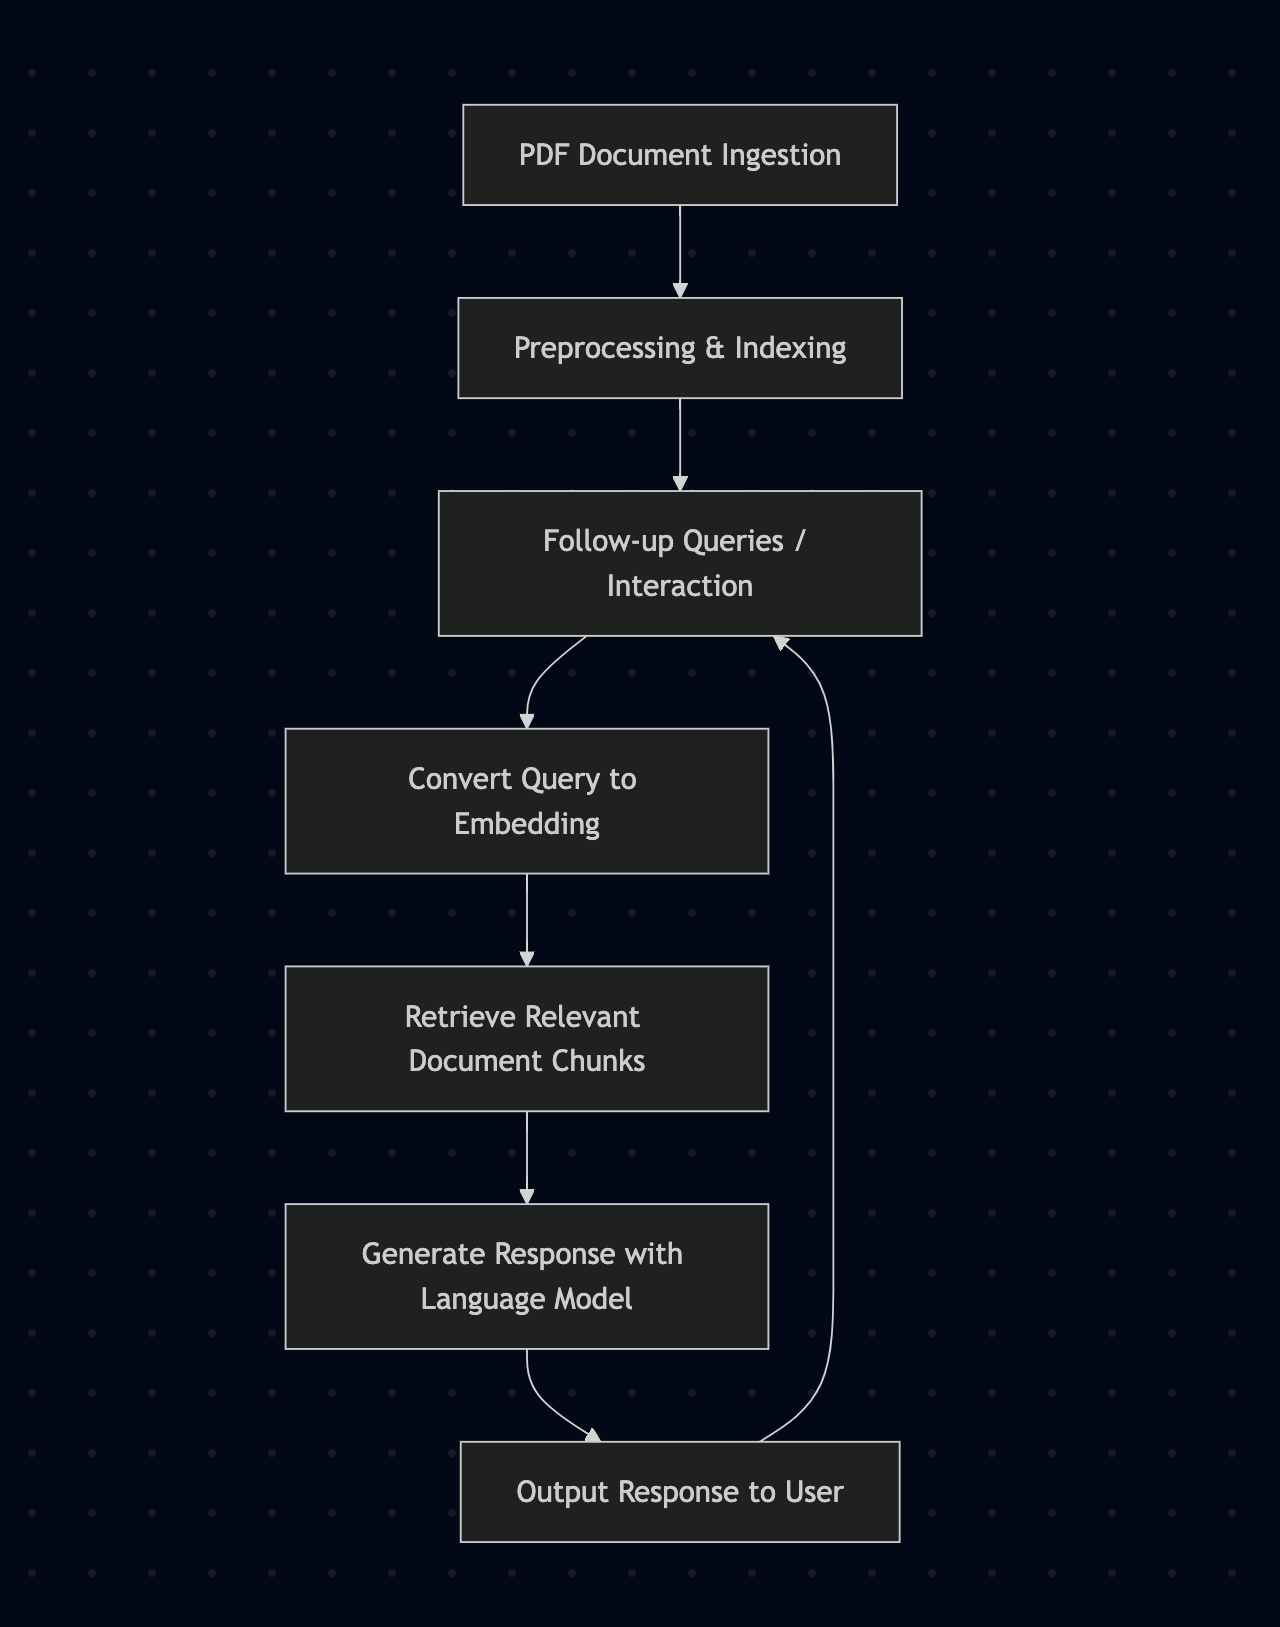 PDF Document Ingestion
Preprocessing & Indexing
Follow-up Queries /
Interaction
Convert Query to
Embedding
Retrieve Relevant
Document Chunks
Generate Response with
Language Model
Output Response to User